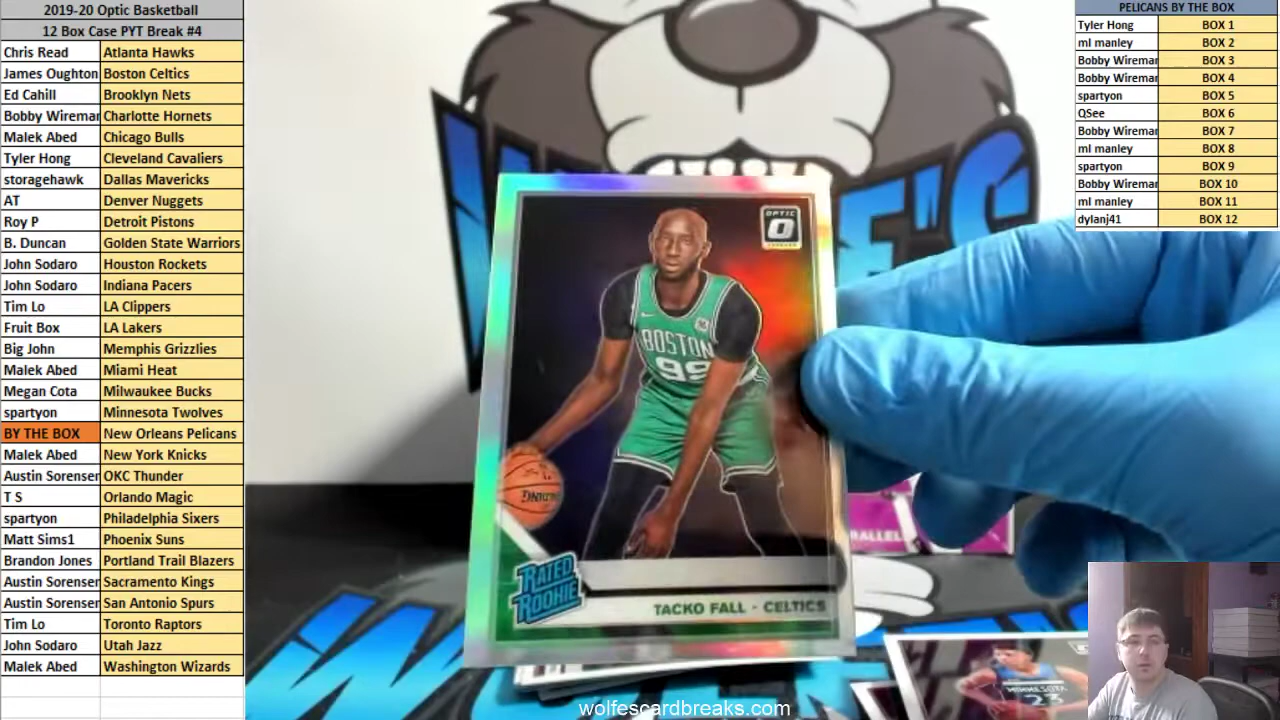 2019-20 Optic Basketball
12 Box Case PYT Break #4
Chris Read Atlanta Hawks
James Oughton Boston Celtics
Ed Cahill Brooklyn Nets
Bobby Wiremar Charlotte Hornets
Malek Abed Chicago Bulls
Tyler Hong Cleveland Cavaliers
storagehawk Dallas Mavericks
AT Denver Nuggets
Roy P Detroit Pistons
B. Duncan Golden State Warriors
John Sodaro Houston Rockets
John Sodaro Indiana Pacers
Tim Lo LA Clippers
Fruit Box LA Lakers
Big John Memphis Grizzlies
Malek Abed Miami Heat
Megan Cota Milwaukee Bucks
spartyon Minnesota Twolves
BY THE BOX New Orleans Pelicans
Malek Abed New York Knicks
Austin Sorenser OKC Thunder
T S Orlando Magic
spartyon Philadelphia Sixers
Matt Sims1 Phoenix Suns
Brandon Jones Portland Trail Blazers
Austin Sorenser Sacramento Kings
Austin Sorenser San Antonio Spurs
Tim Lo Toronto Raptors
John Sodaro Utah Jazz
Malek Abed Washington Wizards
PELICANS BY THE BOX
Tyler Hong BOX 1
ml manley BOX 2
Bobby Wiremar BOX 3
Bobby Wiremar BOX 4
spartyon BOX 5
QSee BOX 6
Bobby Wiremar BOX 7
ml manley BOX 8
spartyon BOX 9
Bobby Wiremar BOX 10
ml manley BOX 11
dylanj41 BOX 12
OPTIC
BOSTON
99
RATED
ROOKIE
TACKO FALL · CELTICS
MINNESOTA
23
wolfescardbreaks.com